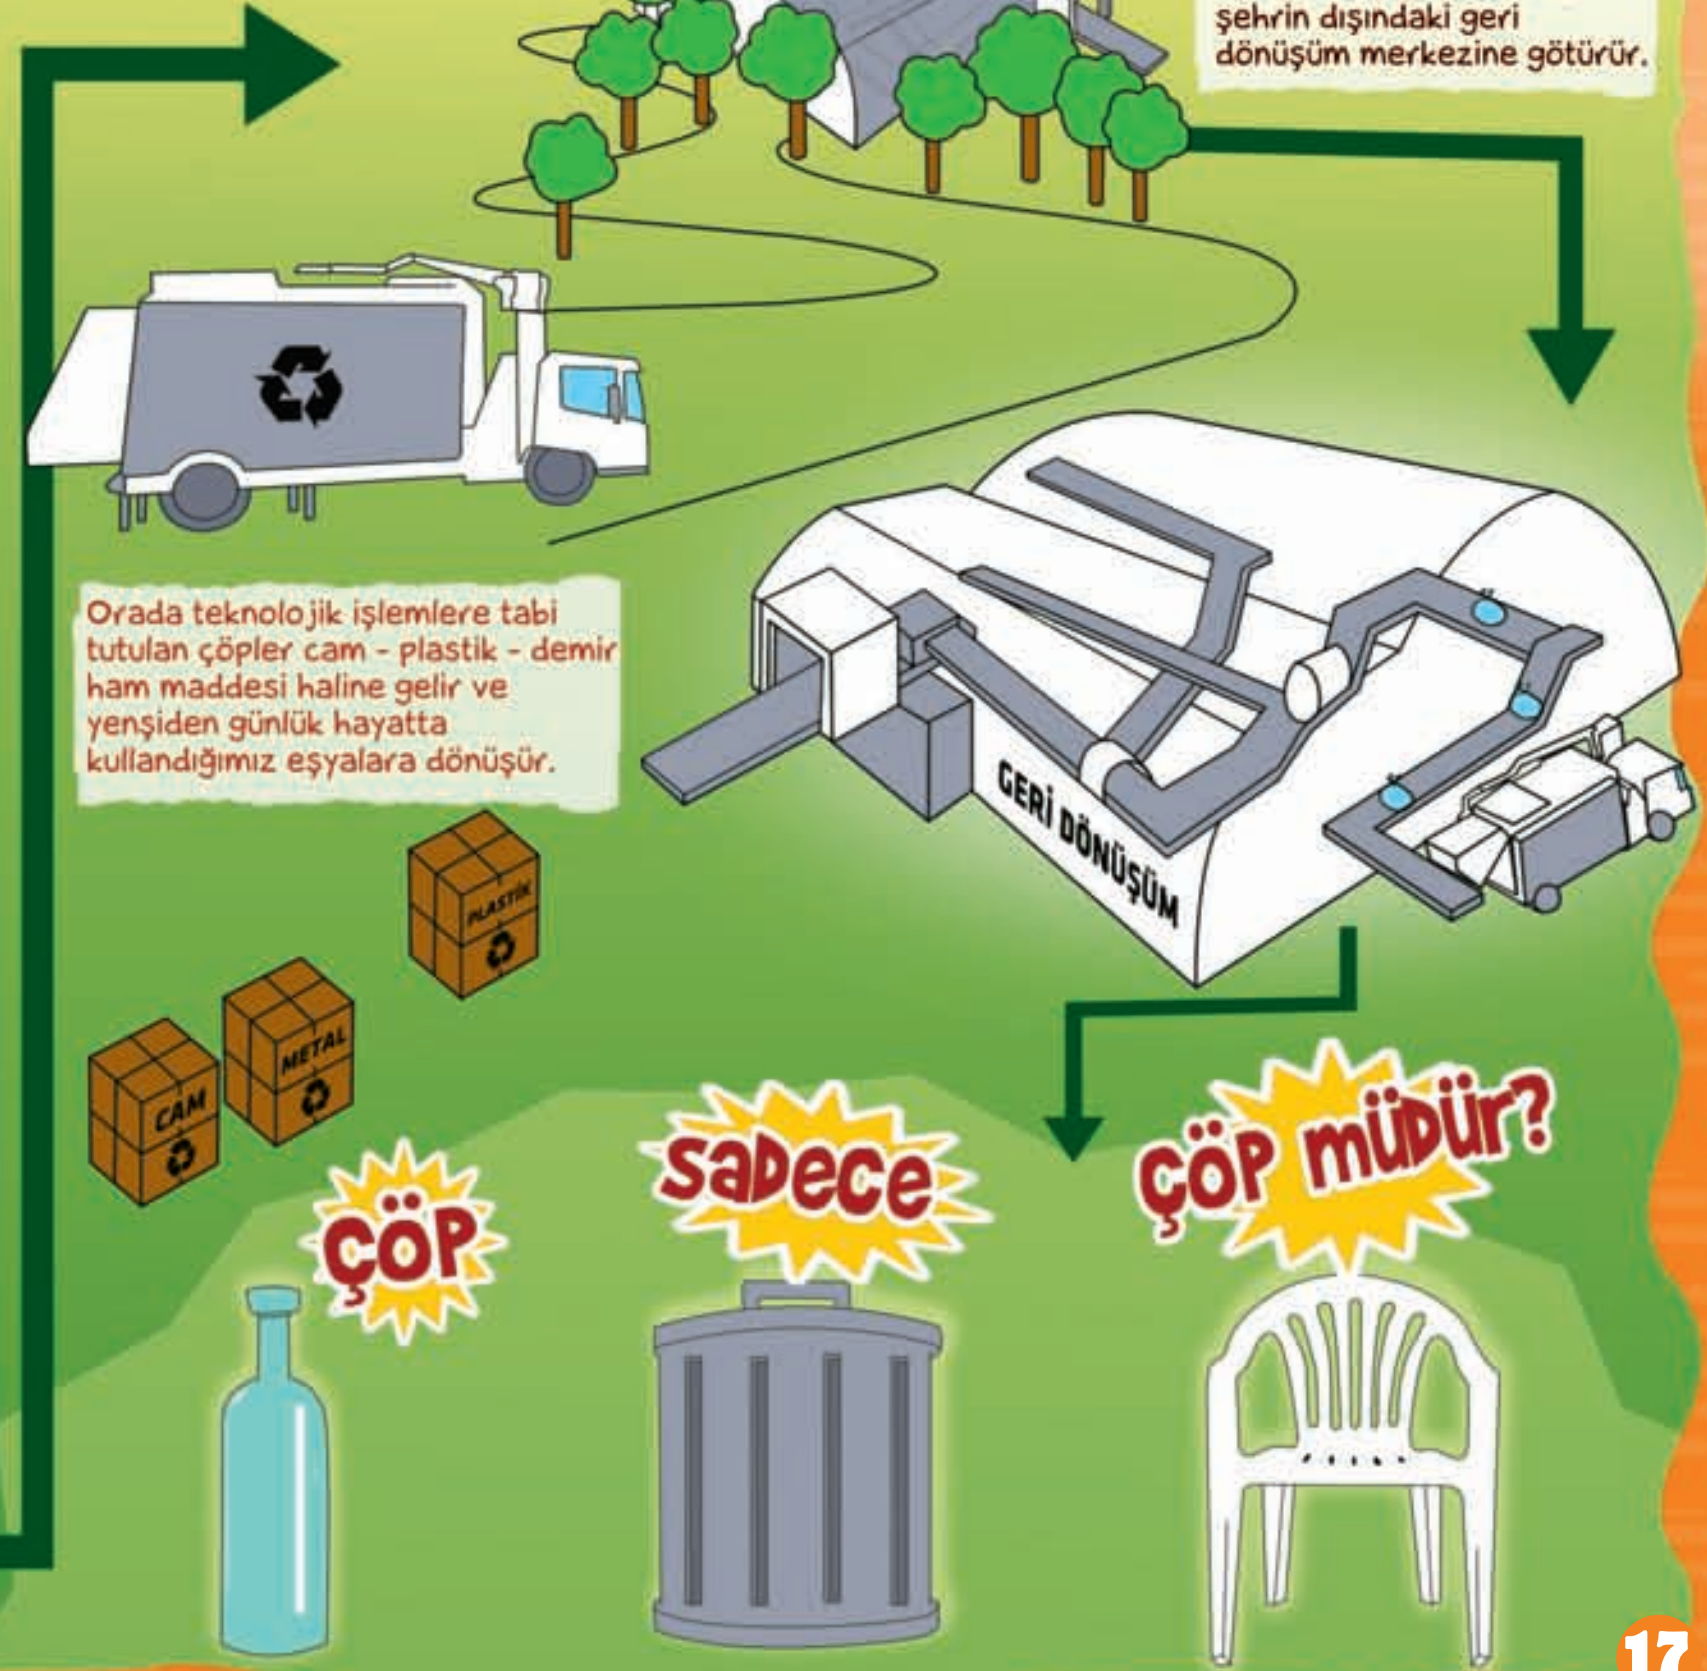 şehrin dışındaki geri
dönüşüm merkezine götürür.
Orada teknolojik işlemlere tabi
tutulan çöpler cam - plastik - demir
ham maddesi haline gelir ve
yenşiden günlük hayatta
kullandığımız eşyalara dönüşür.
GERİ DÖNÜŞÜM
PLASTİK
METAL
CAM
ÇÖP
SADECE
ÇÖP MÜDÜR?
17